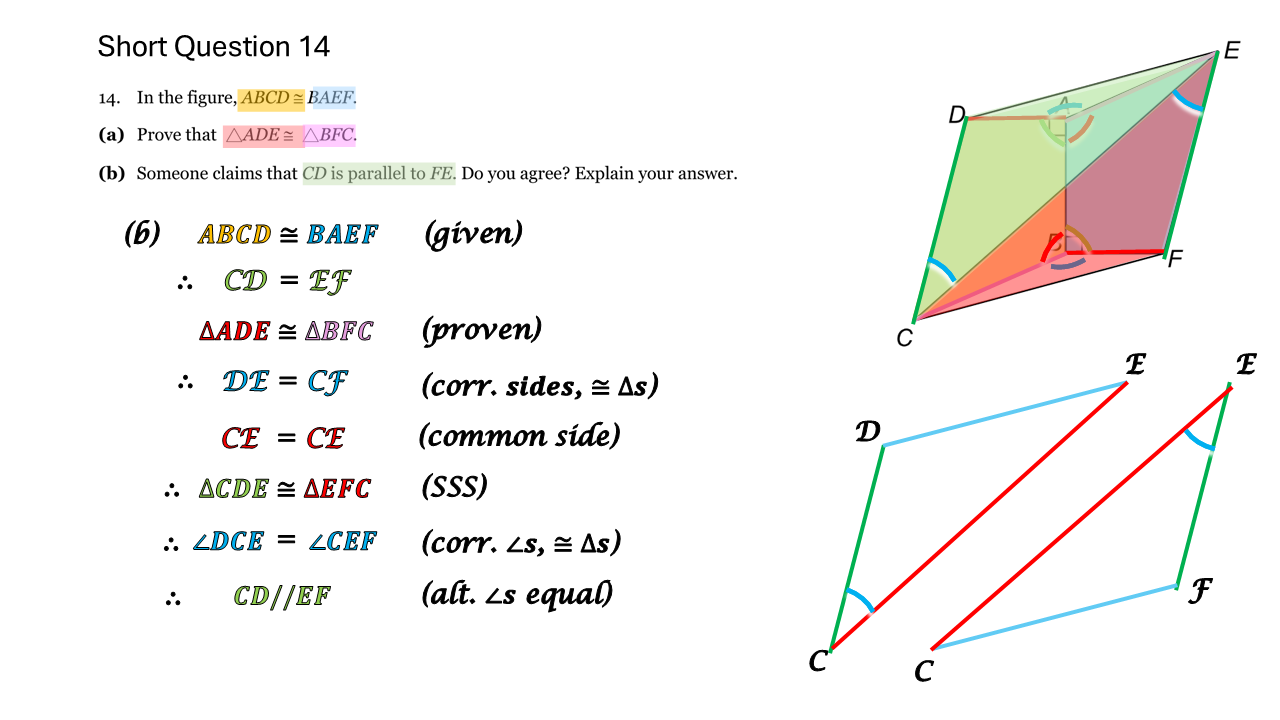 Short Question 14
14. In the figure, ABCD ≅ BAEF.
(a) Prove that △ADE ≅ △BFC.
(b) Someone claims that CD is parallel to FE. Do you agree? Explain your answer.
(b) ABCD ≅ BAEF (given)
∴ CD = EF
ΔADE ≅ ΔBFC (proven)
∴ DE = CF (corr. sides, ≅ Δs)
CE = CE (common side)
∴ ΔCDE ≅ ΔEFC (SSS)
∴ ∠DCE = ∠CEF (corr. ∠s, ≅ Δs)
∴ CD//EF (alt. ∠s equal)
E
D
A
B
F
C
E
E
D
F
C
C